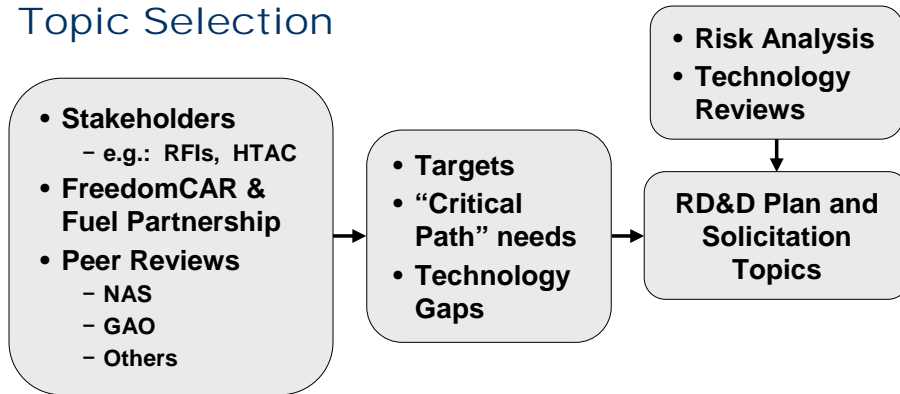 Topic Selection
• Stakeholders
− e.g.: RFIs, HTAC
• FreedomCAR &
Fuel Partnership
• Peer Reviews
− NAS
− GAO
− Others
• Targets
• “Critical
Path” needs
• Technology
Gaps
• Risk Analysis
• Technology
Reviews
RD&D Plan and
Solicitation
Topics